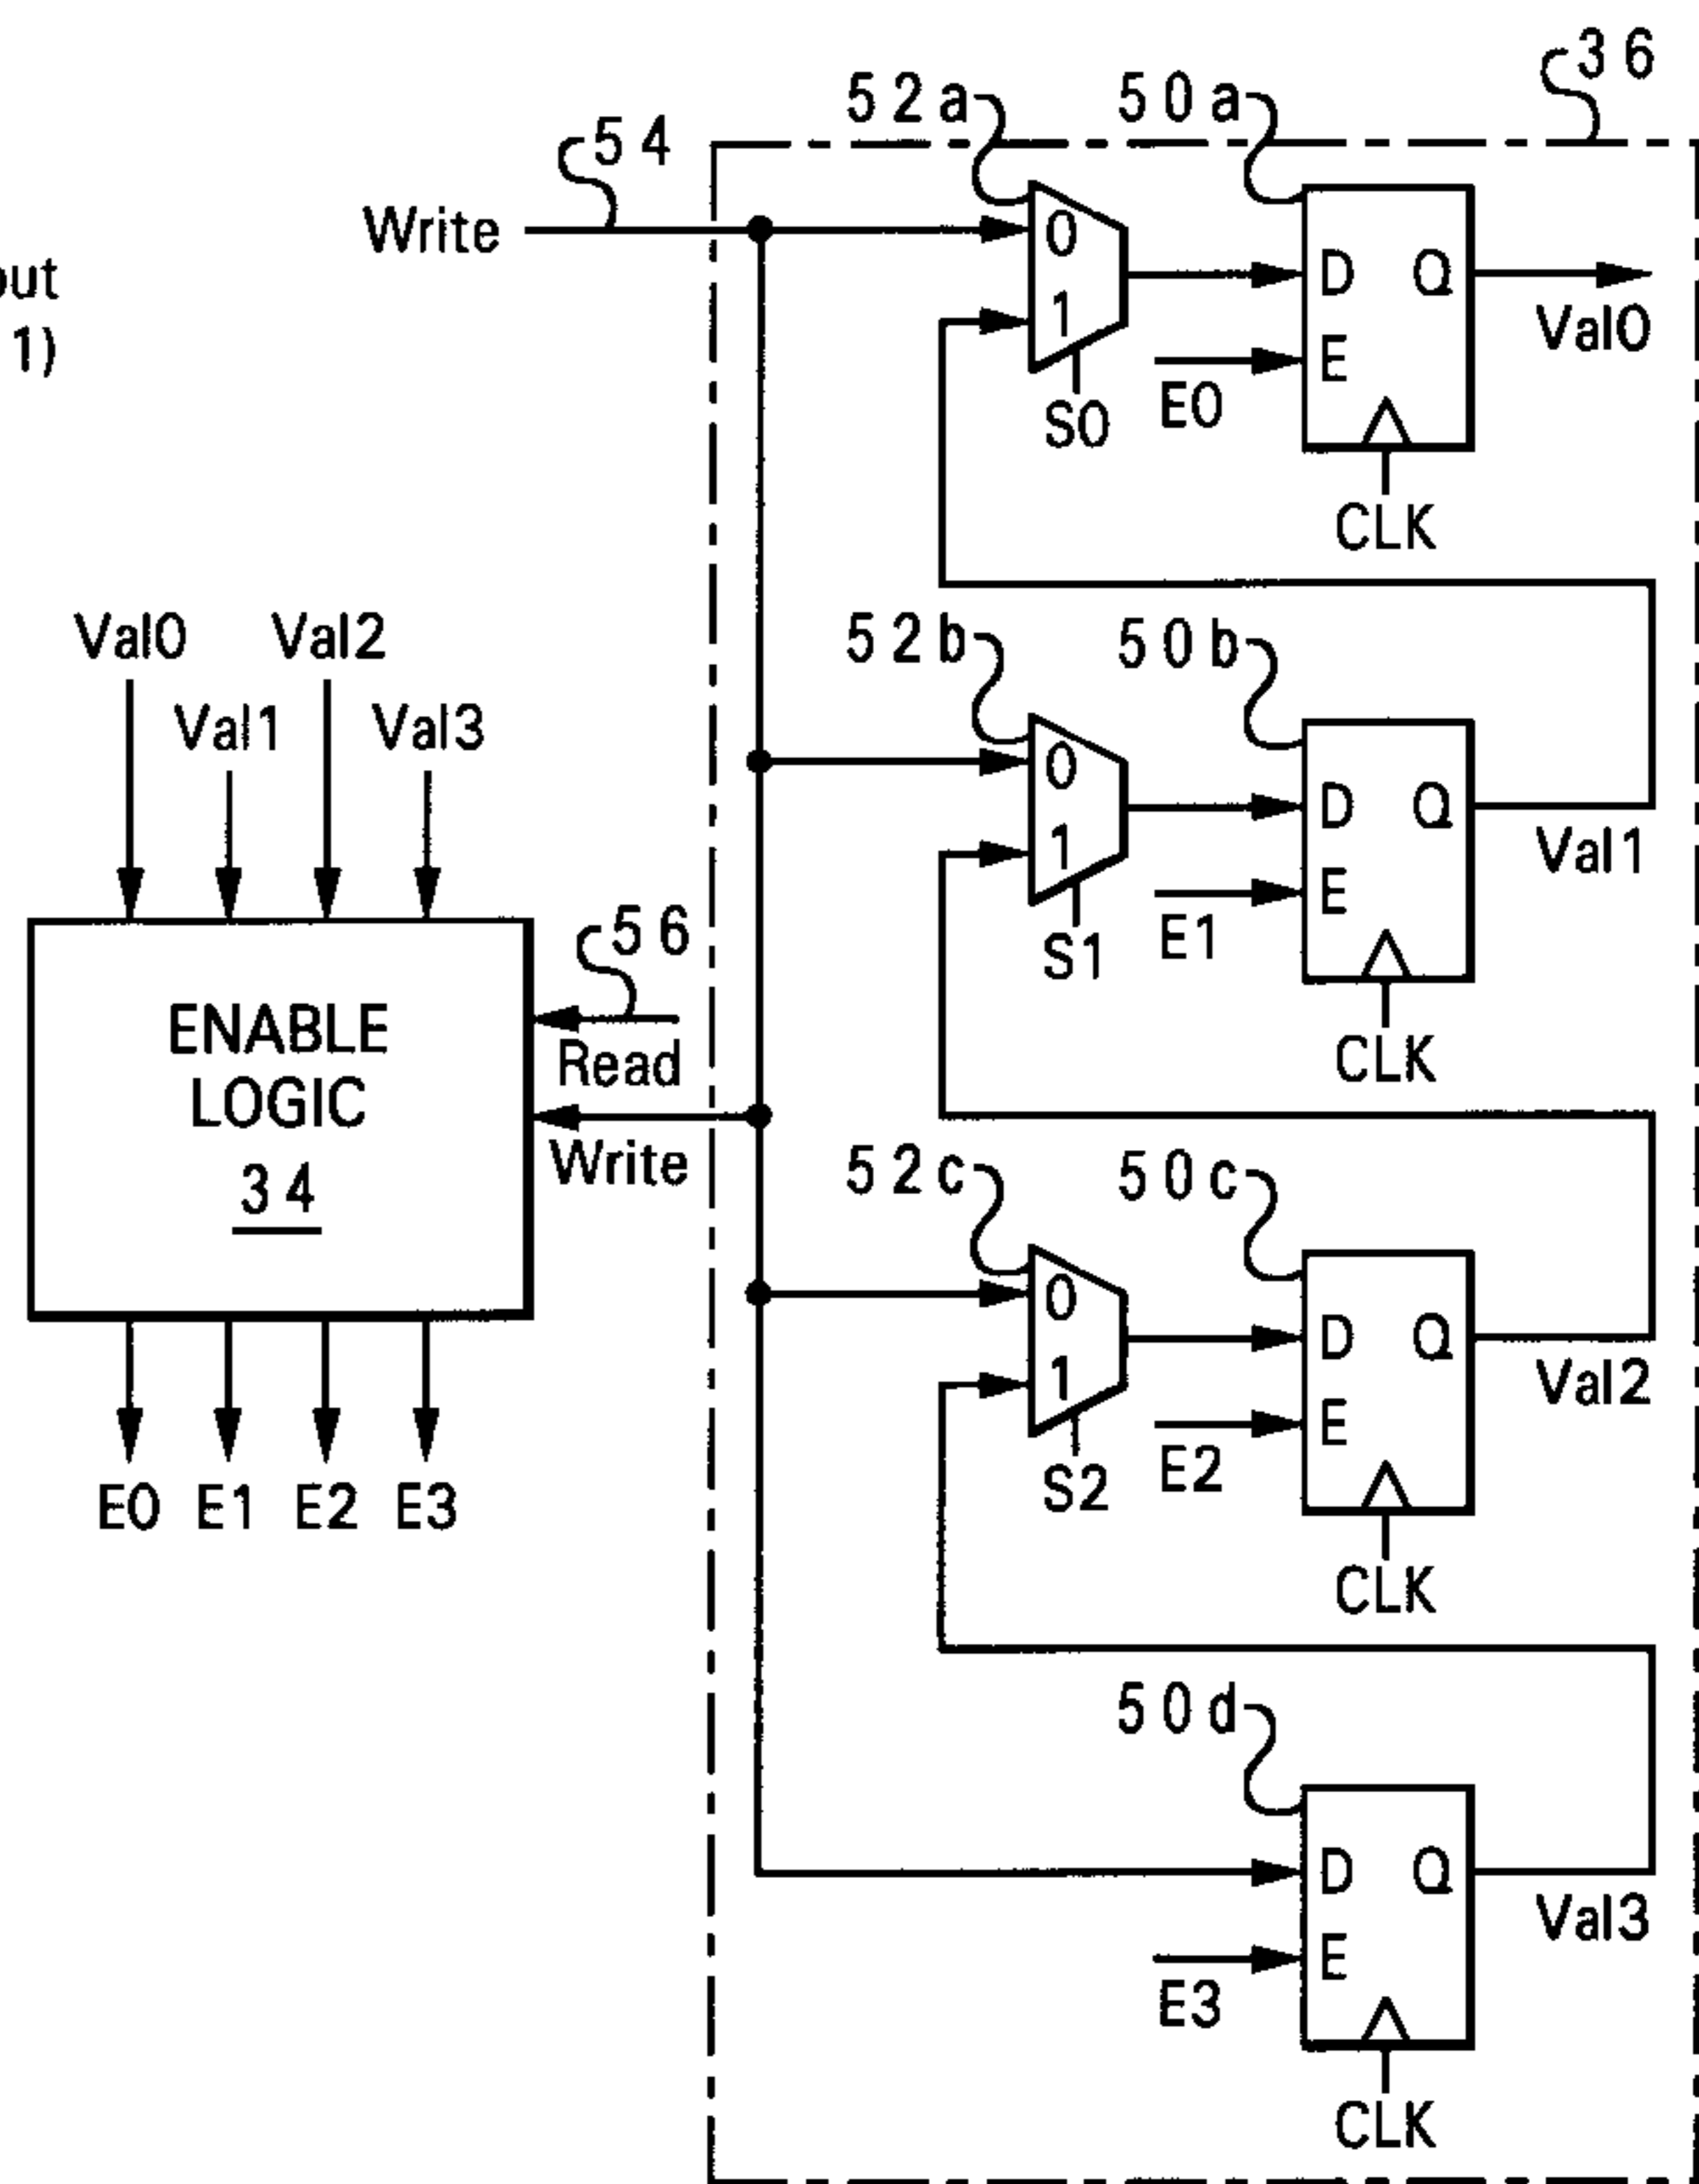 36
52a 50a
54
Write
0
1
D Q
E
Val0
S0
E0
CLK
1)
Val0 Val2
Val1 Val3
52b 50b
0
1
D Q
E
Val1
S1
E1
CLK
56
Read
Write
ENABLE
LOGIC
34
E0 E1 E2 E3
52c 50c
0
1
D Q
E
Val2
S2
E2
CLK
50d
D Q
E
Val3
E3
CLK